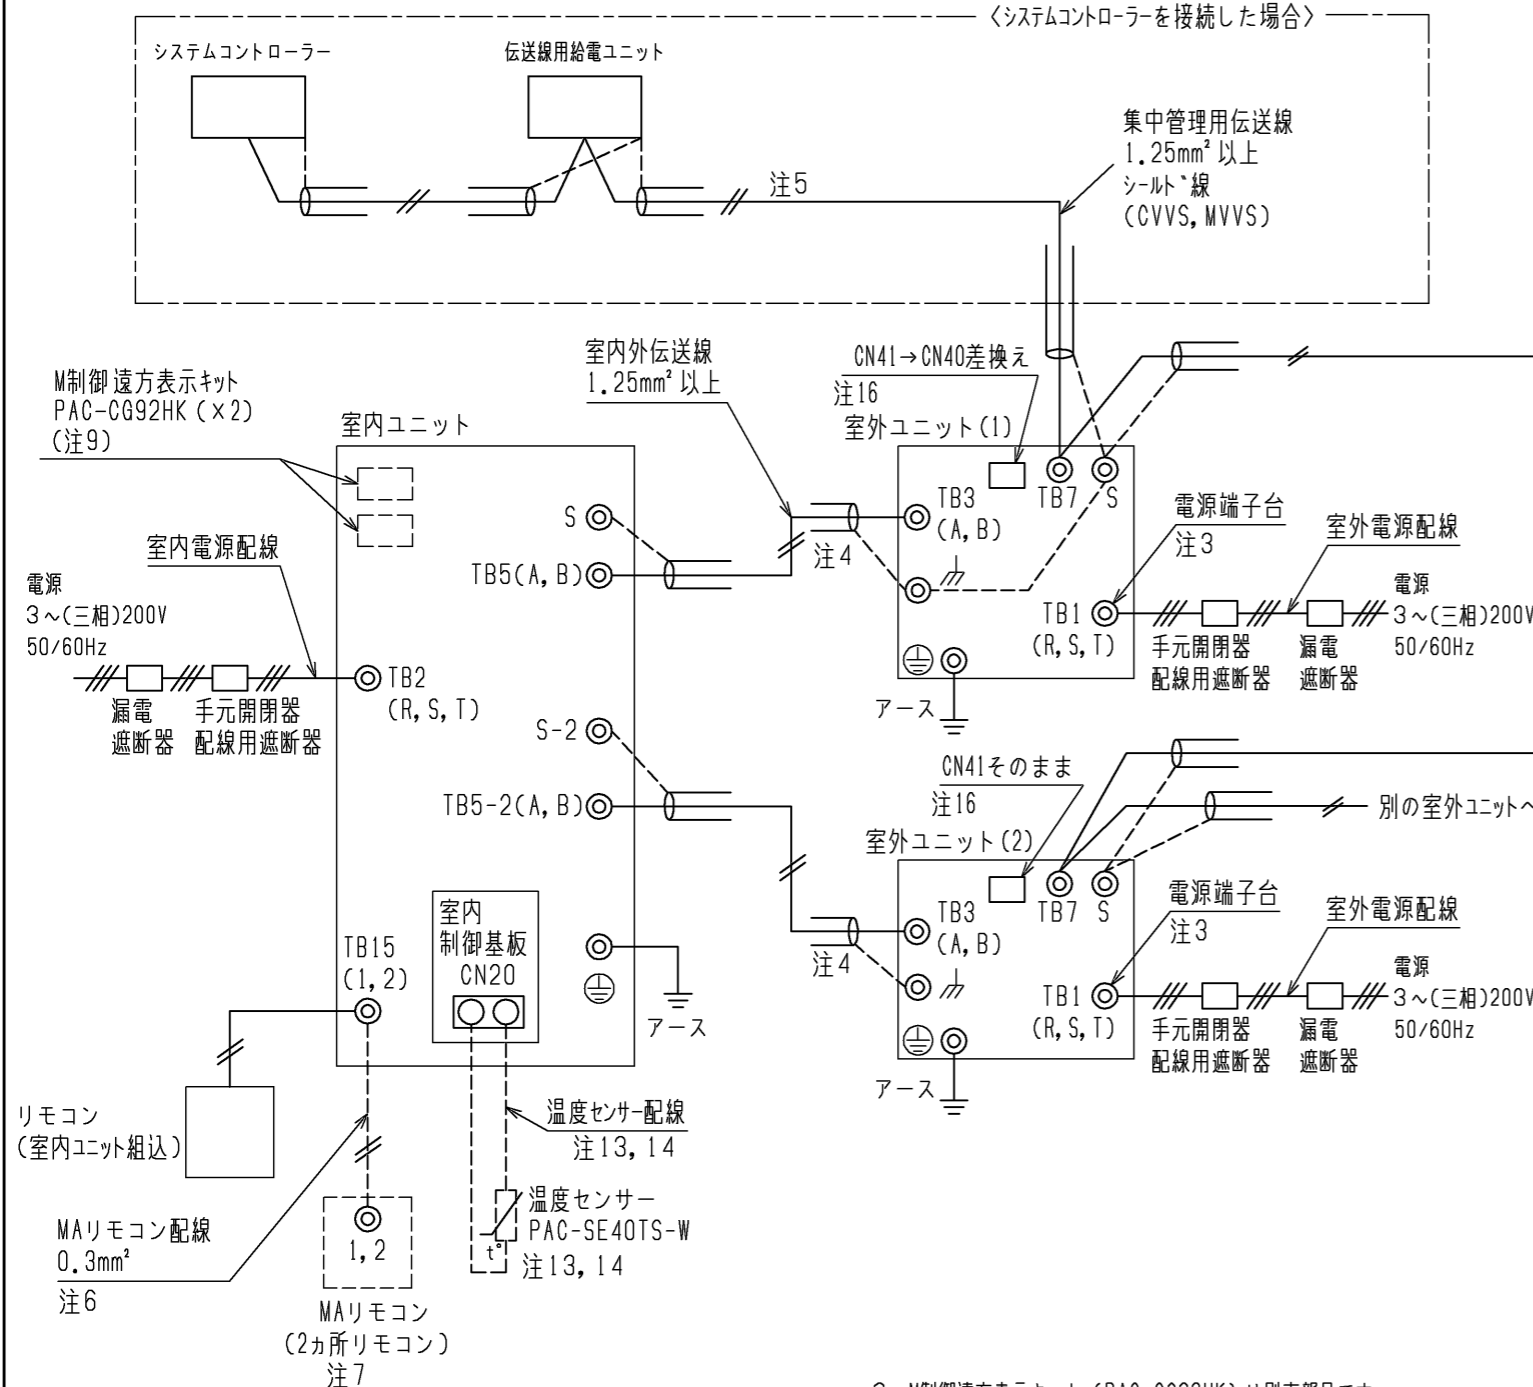 〈システムコントローラーを接続した場合〉
システムコントローラー
伝送線用給電ユニット
集中管理用伝送線
1.25mm²以上
シールド線
(CVVS,MVVS)
注5
室内外伝送線
1.25mm²以上
CN41→CN40差換え
注16
室外ユニット(1)
M制御遠方表示キット
PAC-CG92HK(×2)
(注9)
室内ユニット
S
TB5(A,B)
注4
TB3
(A,B)
TB7
S
電源端子台
注3
室外電源配線
TB1
(R,S,T)
手元開閉器
配線用遮断器
漏電
遮断器
電源
3~(三相)200V
50/60Hz
アース
室内電源配線
電源
3~(三相)200V
50/60Hz
漏電
遮断器
手元開閉器
配線用遮断器
TB2
(R,S,T)
S-2
TB5-2(A,B)
CN41そのまま
注16
室外ユニット(2)
別の室外ユニットへ
注4
TB3
(A,B)
TB7
S
電源端子台
注3
室外電源配線
TB1
(R,S,T)
手元開閉器
配線用遮断器
漏電
遮断器
電源
3~(三相)200V
50/60Hz
アース
TB15
(1,2)
室内
制御基板
CN20
アース
リモコン
(室内ユニット組込)
温度センサー配線
注13,14
温度センサー
PAC-SE40TS-W
注13,14
t°
MAリモコン配線
0.3mm²
注6
1,2
MAリモコン
(2ヵ所リモコン)
注7